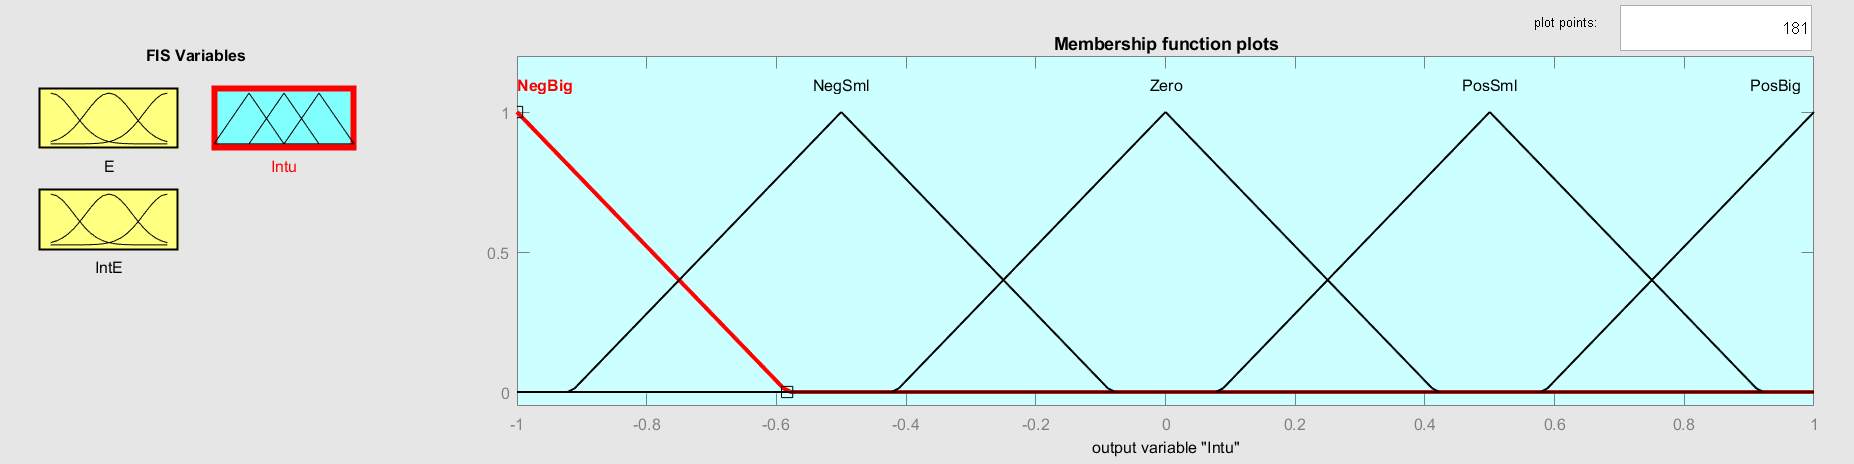 plot points:
181
FIS Variables
Membership function plots
NegBig
NegSml
Zero
PosSml
PosBig
E
Intu
IntE
1
0.5
0
-1
-0.8
-0.6
-0.4
-0.2
0
0.2
0.4
0.6
0.8
1
output variable "Intu"